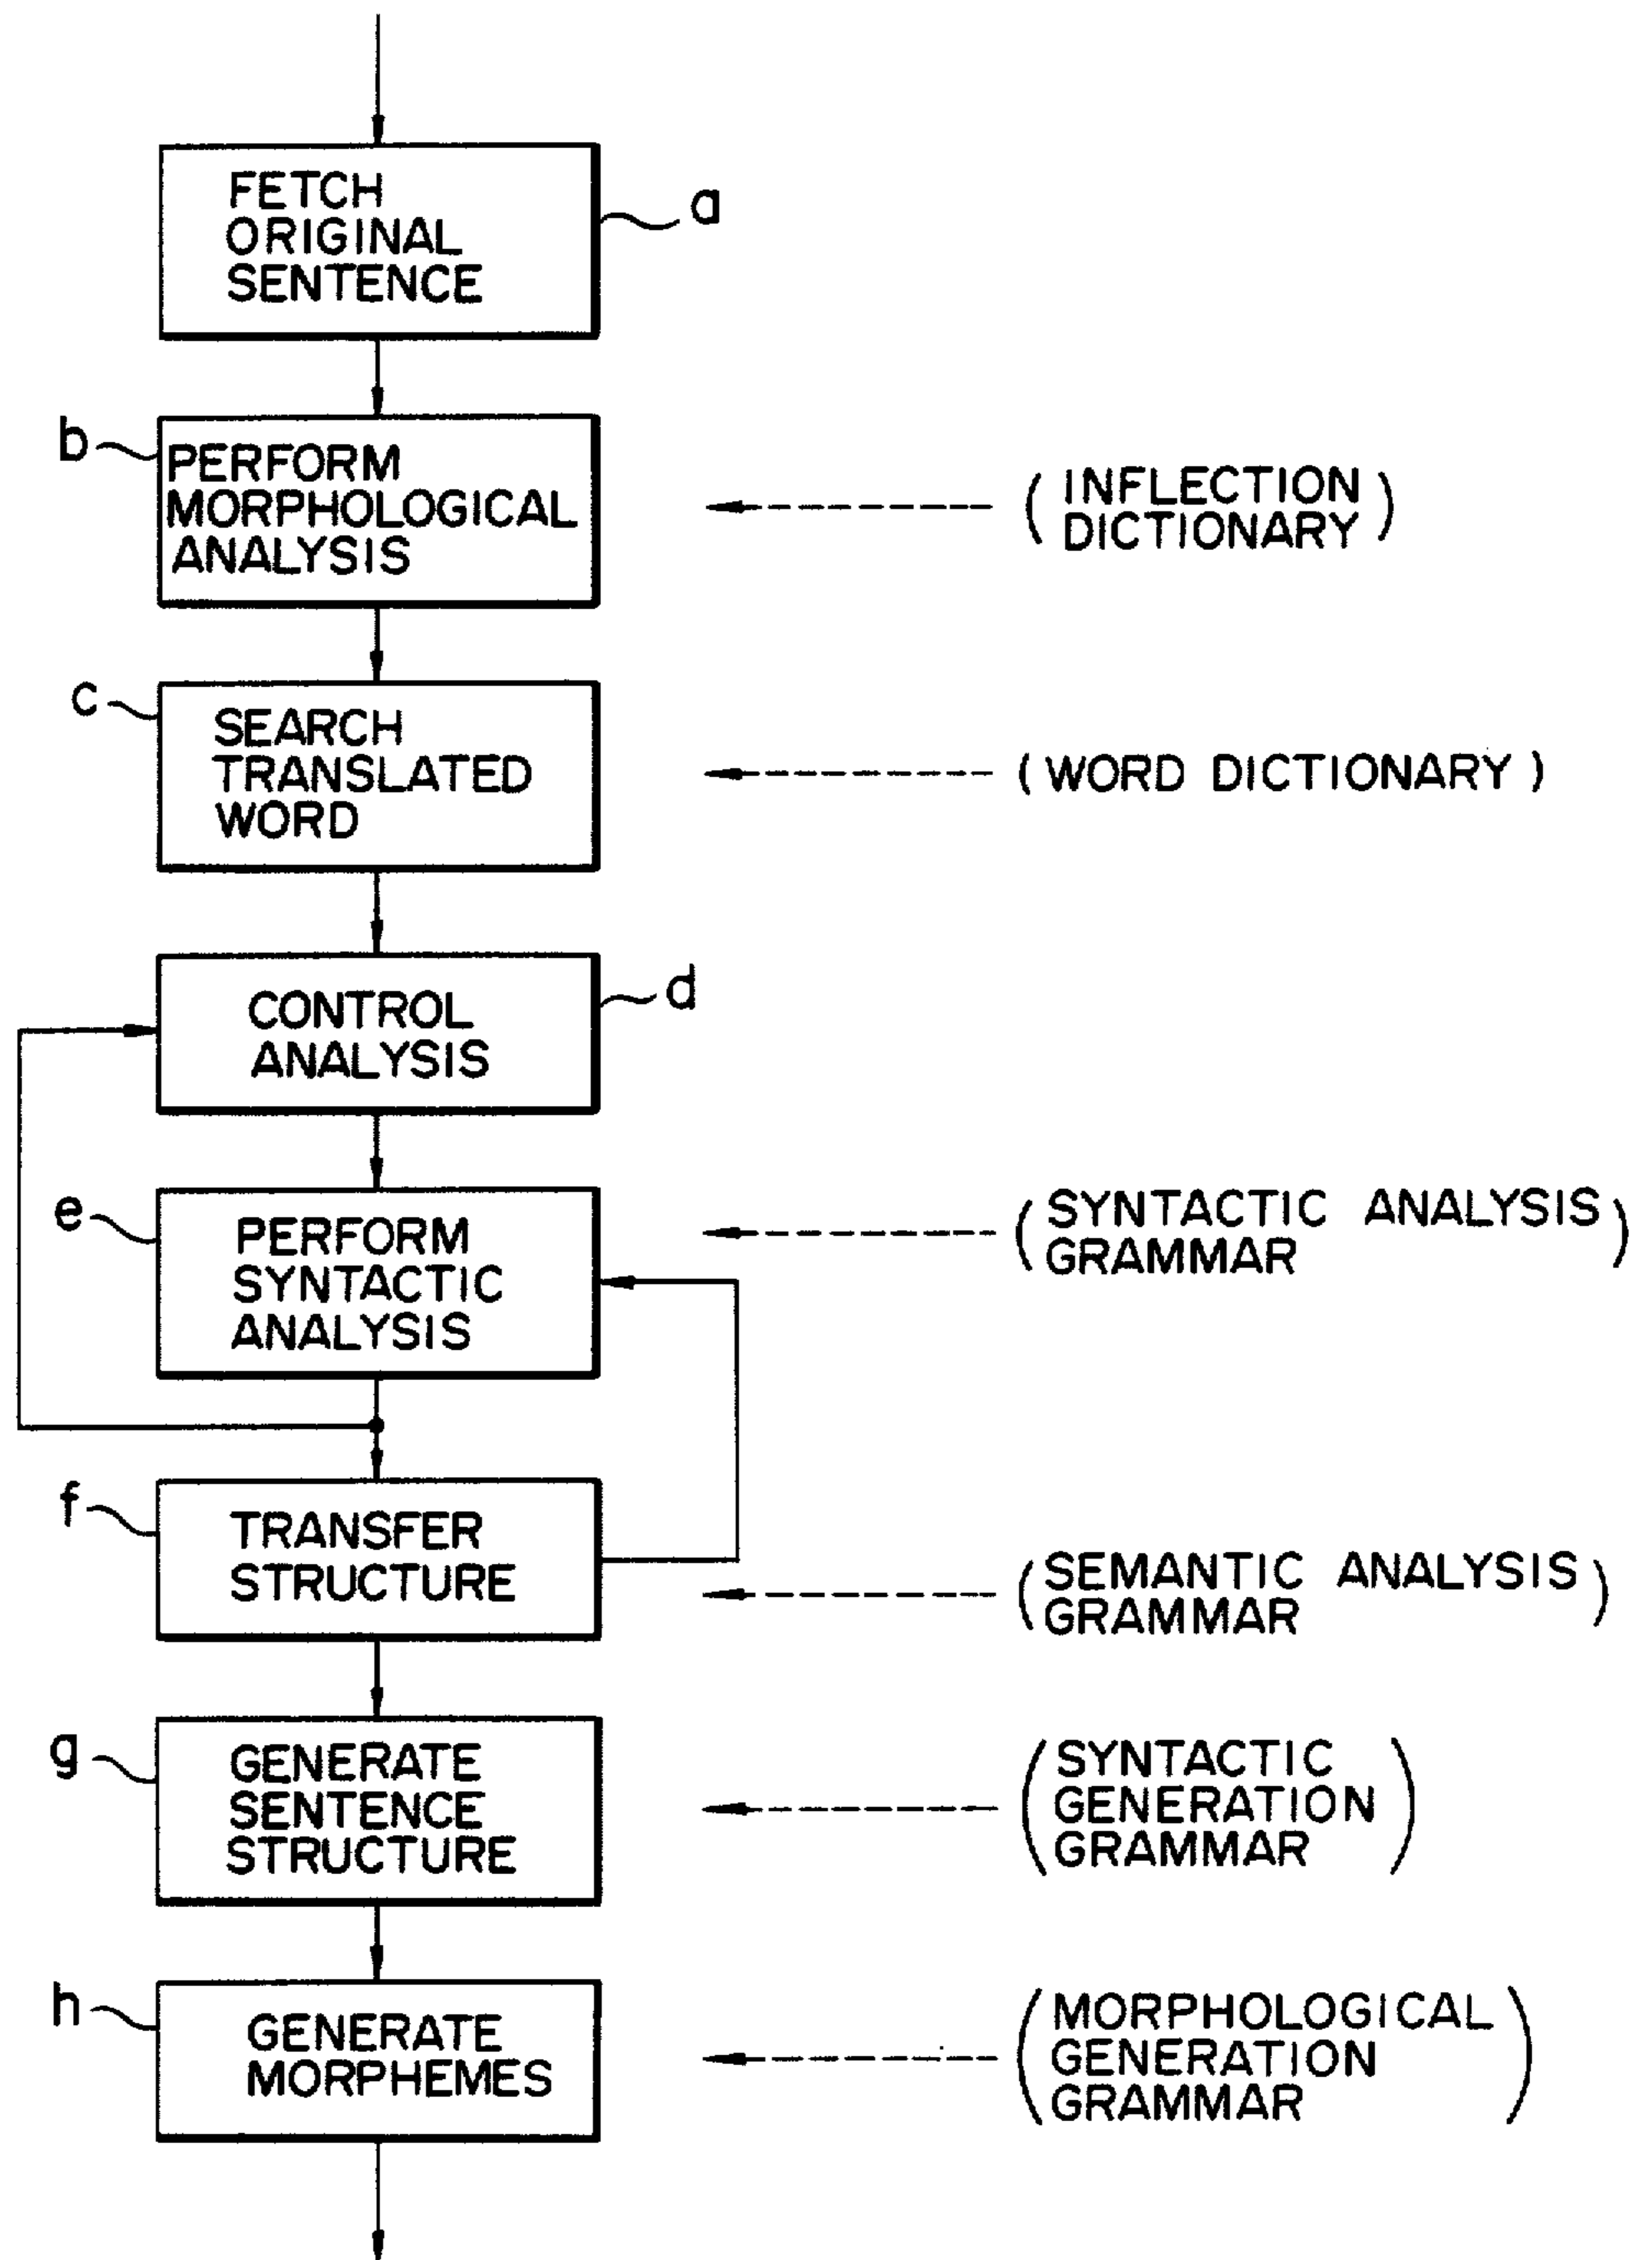 FETCH
ORIGINAL
SENTENCE
a
b
PERFORM
MORPHOLOGICAL
ANALYSIS
( INFLECTION
DICTIONARY )
c
SEARCH
TRANSLATED
WORD
( WORD DICTIONARY )
CONTROL
ANALYSIS
d
e
PERFORM
SYNTACTIC
ANALYSIS
( SYNTACTIC ANALYSIS
GRAMMAR )
f
TRANSFER
STRUCTURE
( SEMANTIC ANALYSIS
GRAMMAR )
g
GENERATE
SENTENCE
STRUCTURE
( SYNTACTIC
GENERATION
GRAMMAR )
h
GENERATE
MORPHEMES
( MORPHOLOGICAL
GENERATION
GRAMMAR )